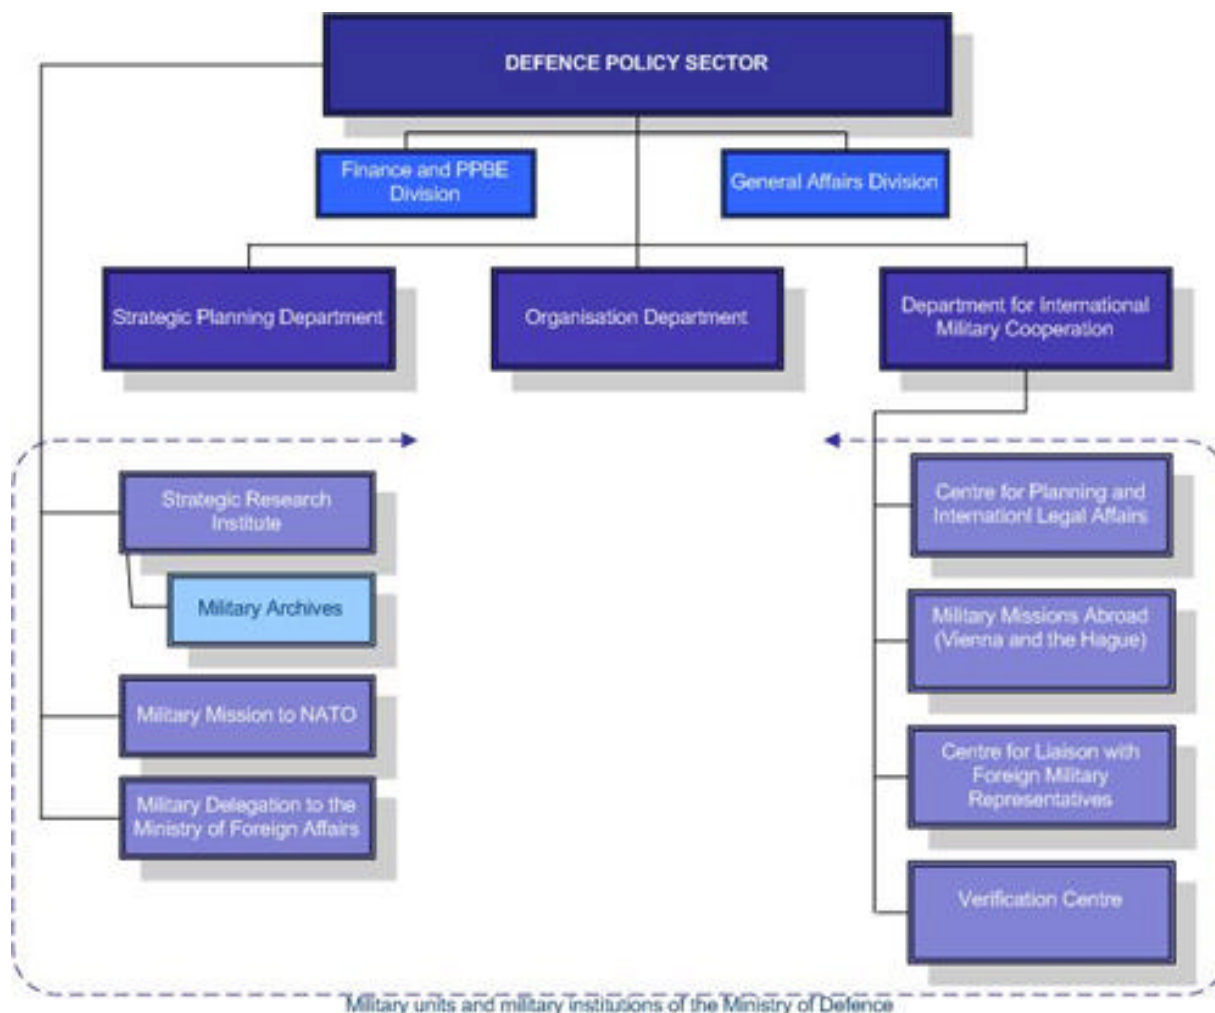 DEFENCE POLICY SECTOR
Finance and PPBE
Division
General Affairs Division
Strategic Planning Department
Organisation Department
Department for International
Military Cooperation
Strategic Research
Institute
Military Archives
Military Mission to NATO
Military Delegation to the
Ministry of Foreign Affairs
Centre for Planning and
Internationl Legal Affairs
Military Missions Abroad
(Vienna and the Hague)
Centre for Liaison with
Foreign Military
Representatives
Verification Centre
Military units and military institutions of the Ministry of Defence